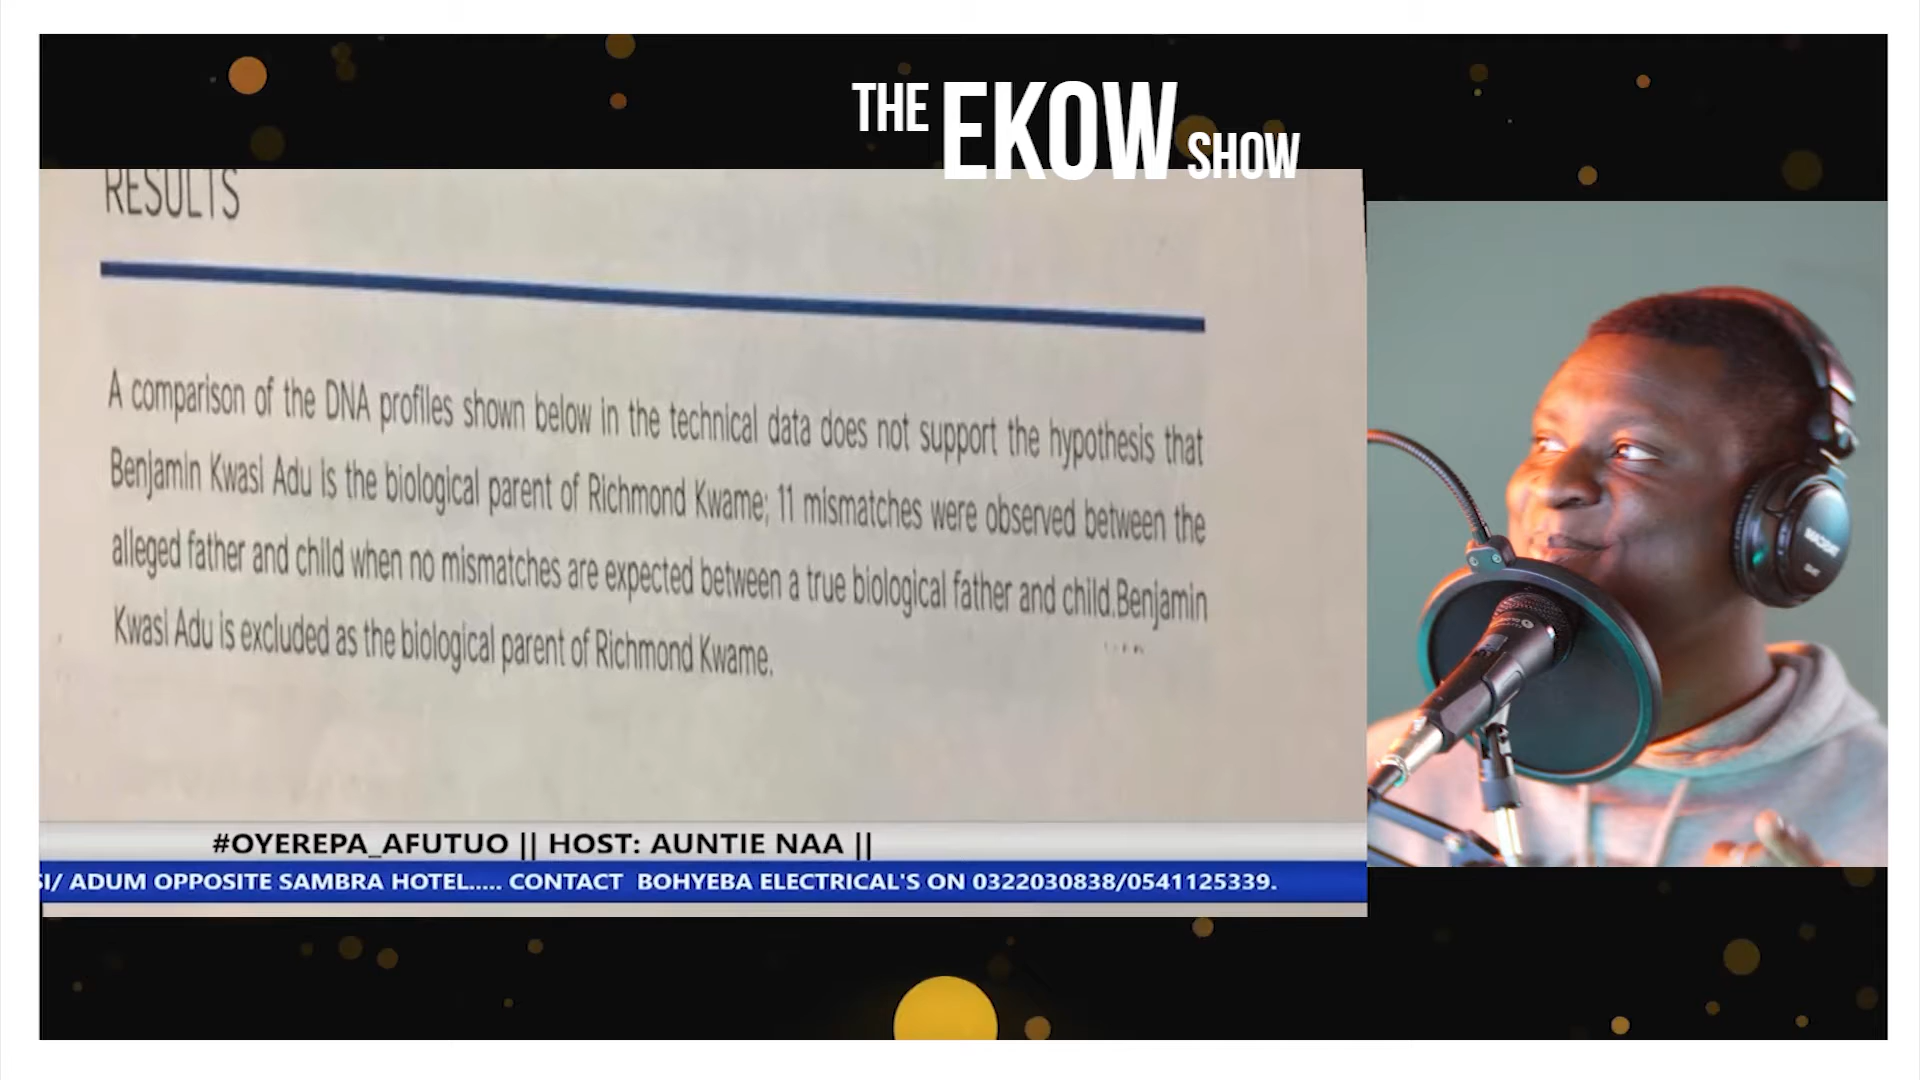 THE EKOW SHOW
RESULTS
A comparison of the DNA profiles shown below in the technical data does not support the hypothesis that
Benjamin Kwasi Adu is the biological parent of Richmond Kwame; 11 mismatches were observed between the
alleged father and child when no mismatches are expected between a true biological father and child.Benjamin
Kwasi Adu is excluded as the biological parent of Richmond Kwame.
#OYEREPA_AFUTUO || HOST: AUNTIE NAA ||
SI/ ADUM OPPOSITE SAMBRA HOTEL..... CONTACT BOHYEBA ELECTRICAL'S ON 0322030838/0541125339.